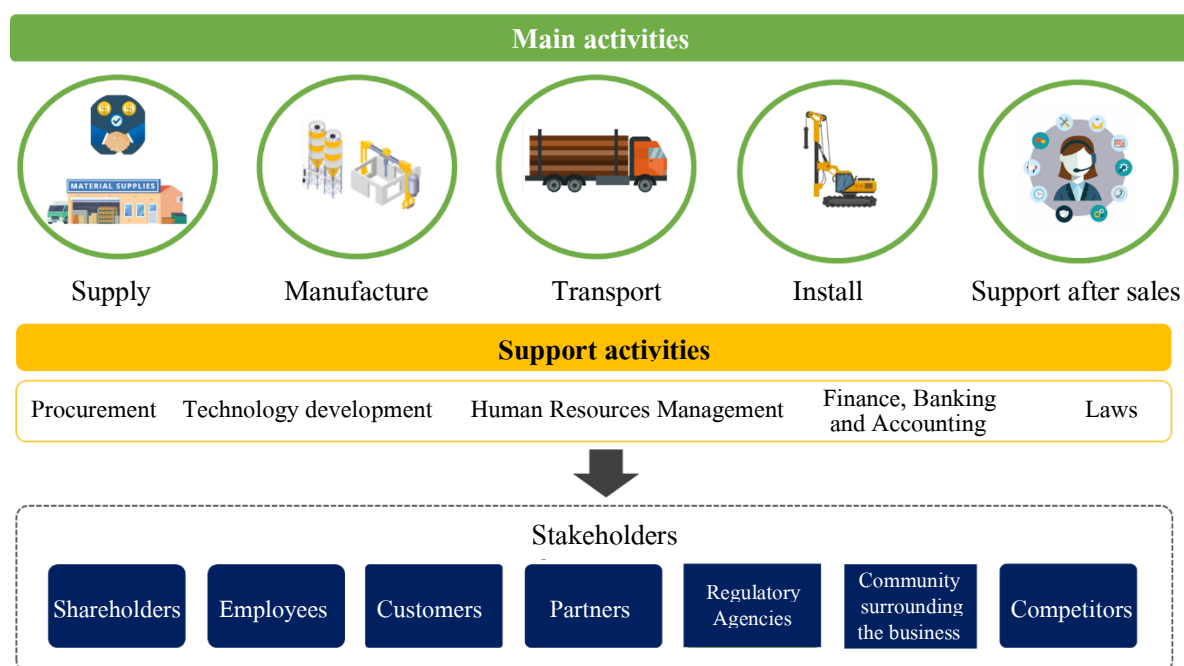 Main activities
MATERIAL SUPPLIES
Supply
Manufacture
Transport
Install
Support after sales
Support activities
Procurement
Technology development
Human Resources Management
Finance, Banking
and Accounting
Laws
Stakeholders
Shareholders
Employees
Customers
Partners
Regulatory
Agencies
Community
surrounding
the business
Competitors